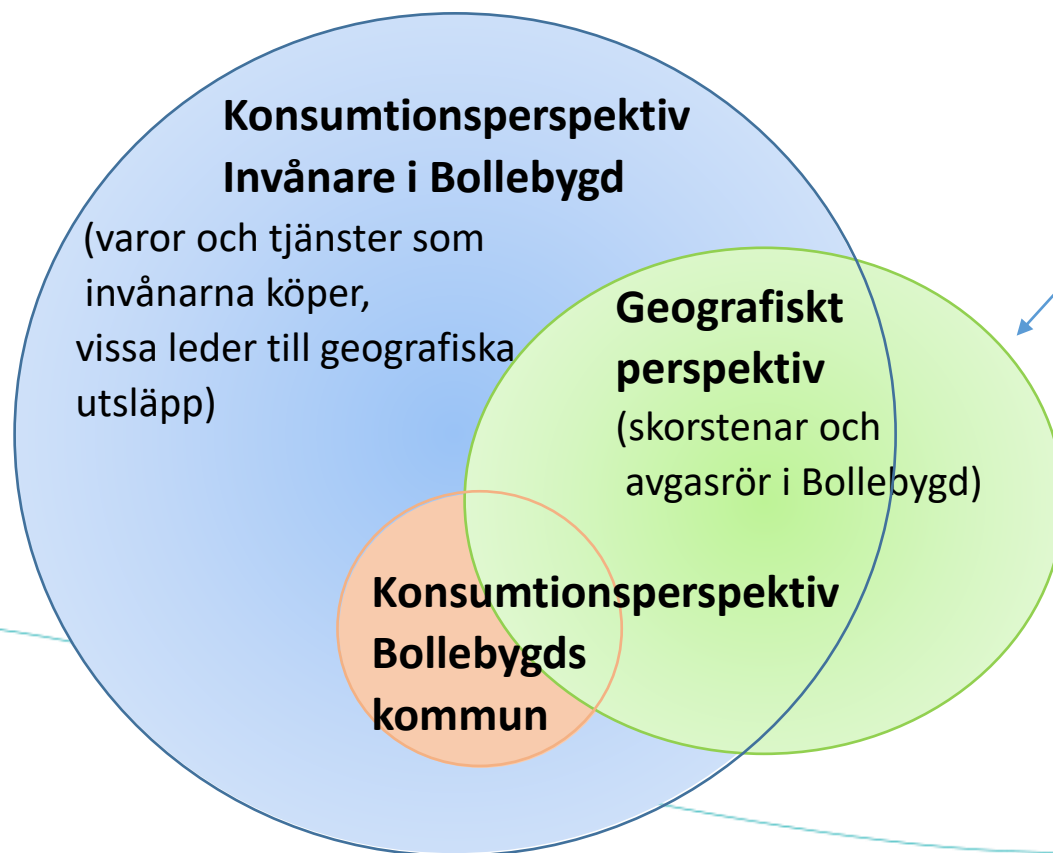 Konsumtionsperspektiv
Invånare i Bollebygd
(varor och tjänster som
invånarna köper,
vissa leder till geografiska
utsläpp)
Geografiskt
perspektiv
(skorstenar och
avgasrör i Bollebygd)
Konsumtionsperspektiv
Bollebygds
kommun